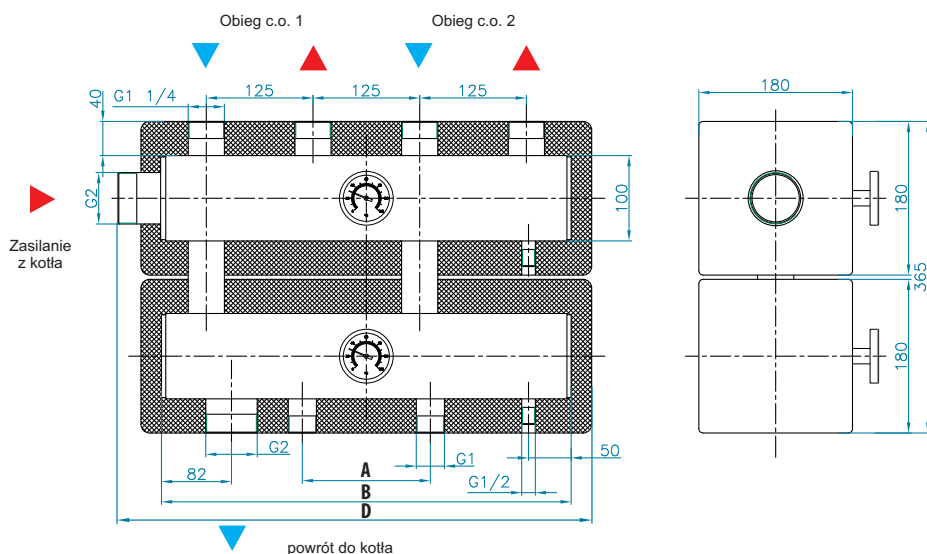 Obieg c.o. 1
Obieg c.o. 2
40
G1 1/4
125
125
125
180
G2
100
180
365
Zasilanie
z kotła
180
G2
A
G1
50
82
B
G1/2
D
powrót do kotła